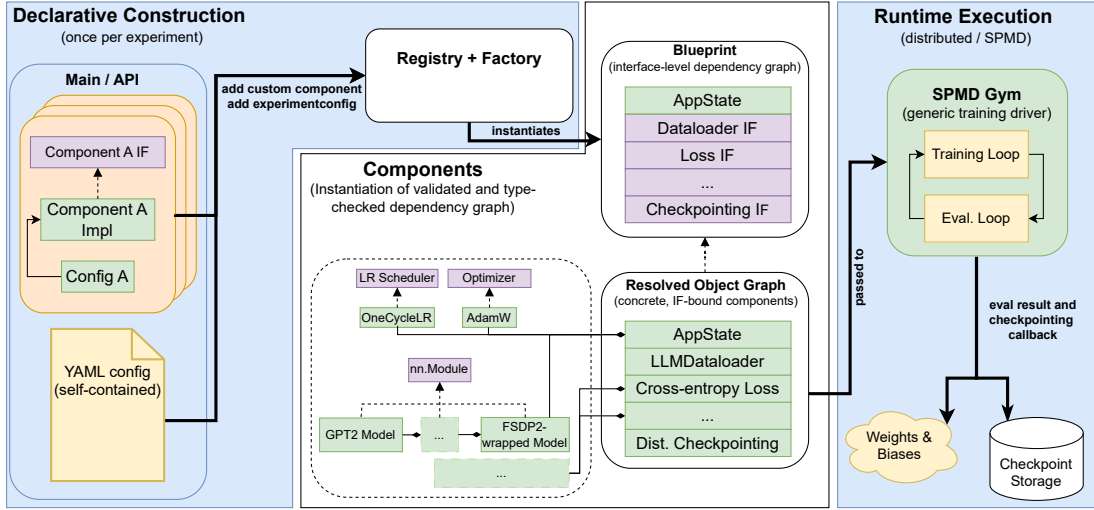 Declarative Construction
(once per experiment)
Main / API
Component A IF
Component A
Impl
Config A
YAML config
(self-contained)
add custom component
add experimentconfig
Registry + Factory
instantiates
Components
(Instantiation of validated and type-
checked dependency graph)
LR Scheduler
Optimizer
OneCycleLR
AdamW
nn.Module
GPT2 Model
...
FSDP2-
wrapped Model
...
Blueprint
(interface-level dependency graph)
AppState
Dataloader IF
Loss IF
...
Checkpointing IF
Resolved Object Graph
(concrete, IF-bound components)
AppState
LLMDataloader
Cross-entropy Loss
...
Dist. Checkpointing
passed to
Runtime Execution
(distributed / SPMD)
SPMD Gym
(generic training driver)
Training Loop
Eval. Loop
eval result and
checkpointing
callback
Weights &
Biases
Checkpoint
Storage